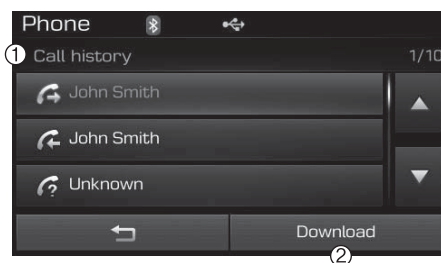 Phone
① Call history 1/10
John Smith
John Smith
Unknown
Download
②